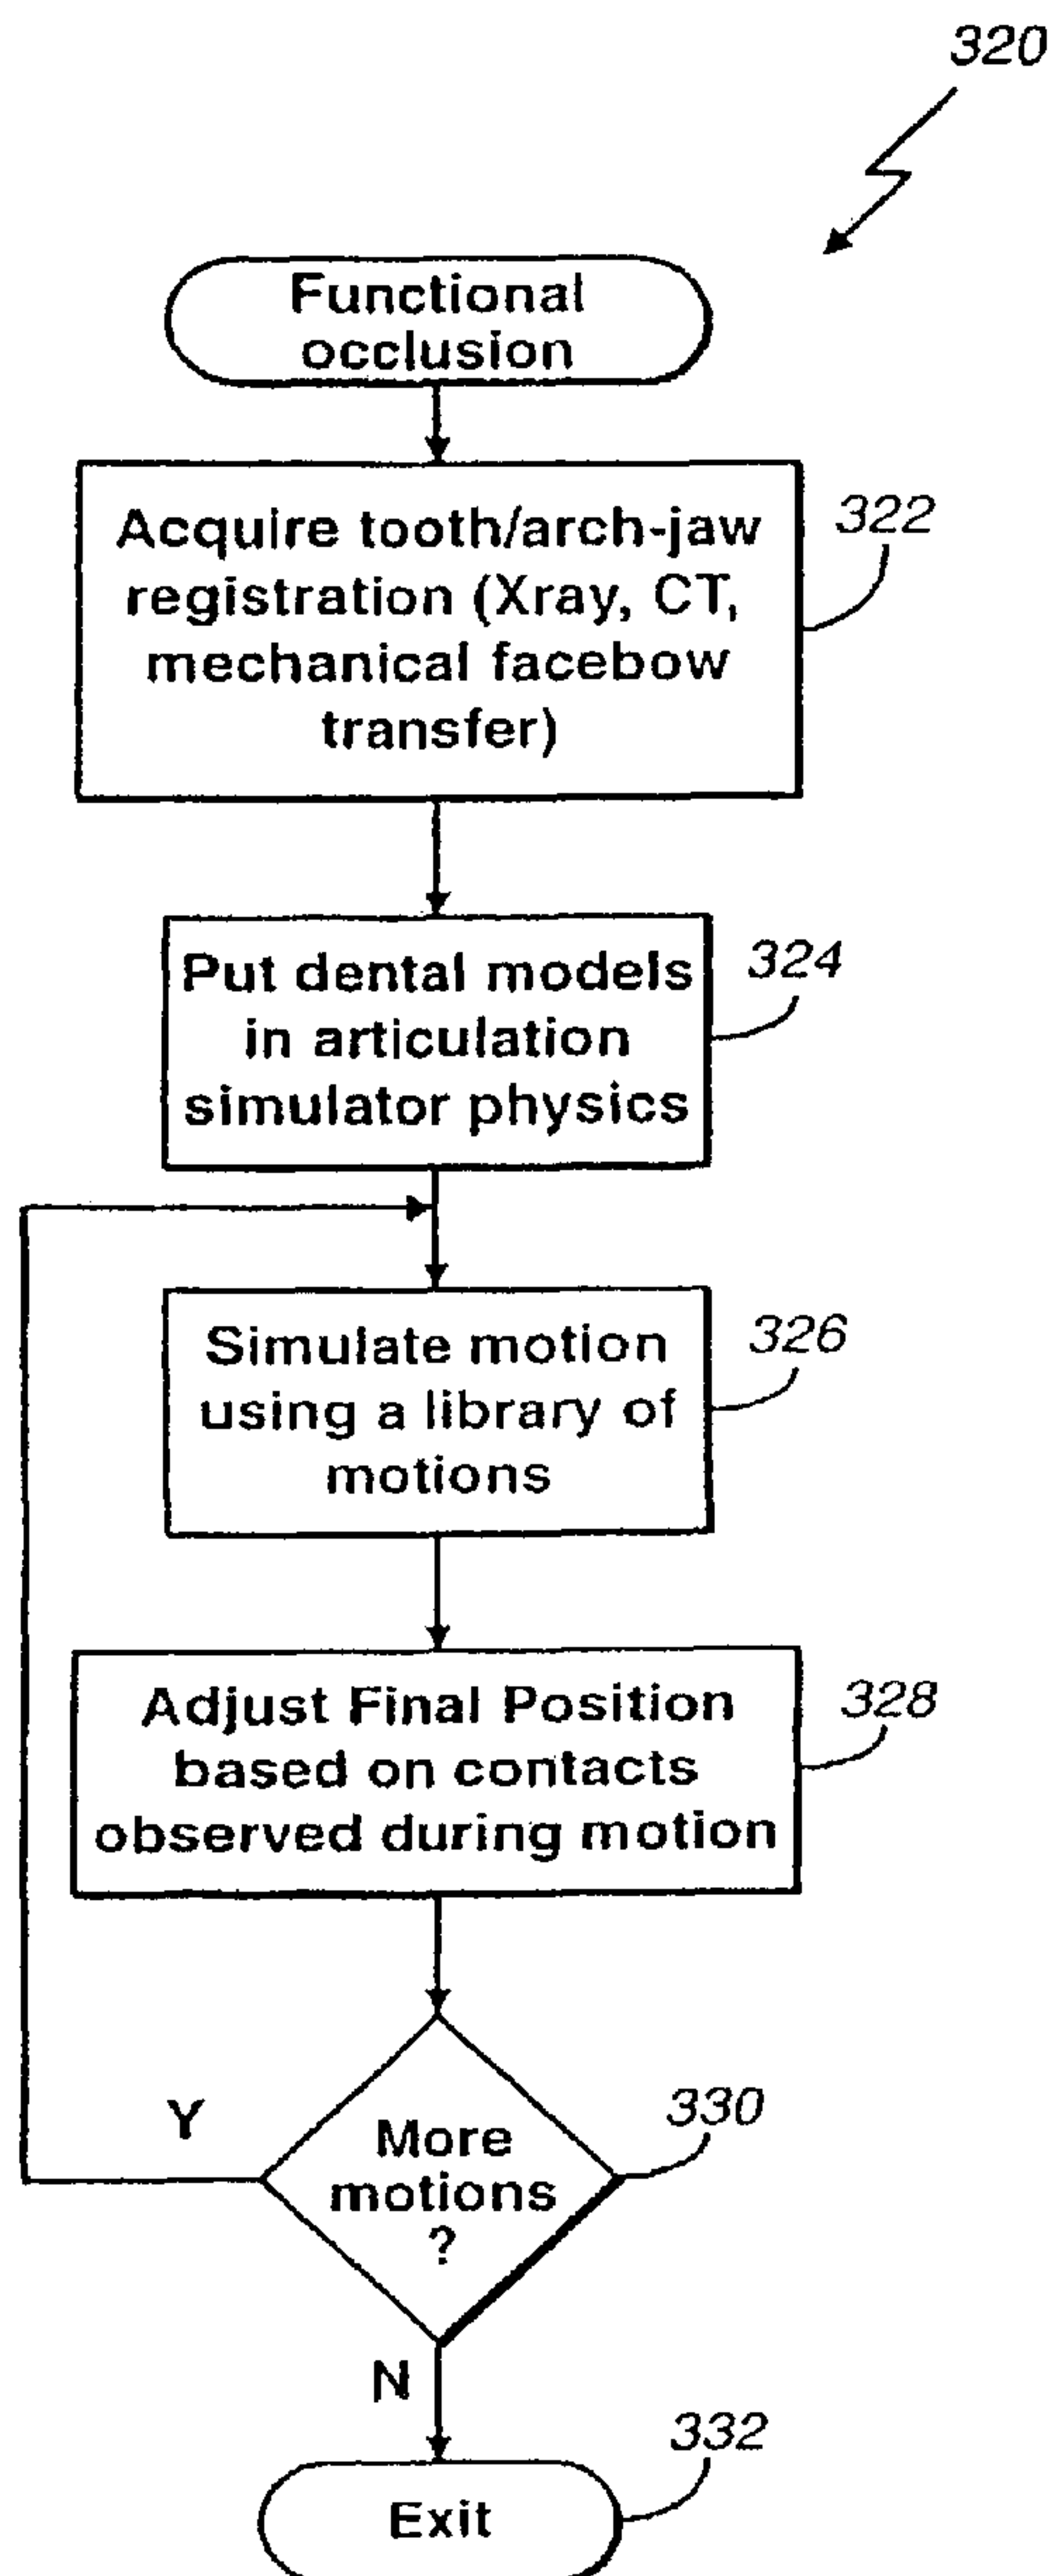 320
Functional
occlusion
Acquire tooth/arch-jaw
registration (Xray, CT,
mechanical facebow
transfer)
322
Put dental models
in articulation
simulator physics
324
Simulate motion
using a library of
motions
326
Adjust Final Position
based on contacts
observed during motion
328
Y
More
motions
?
330
N
Exit
332